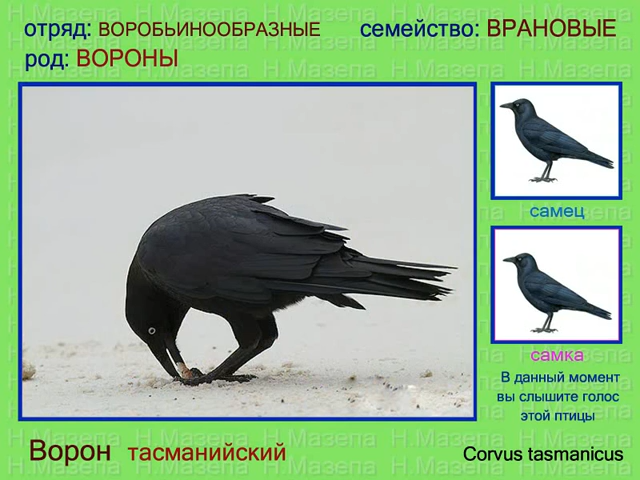 отряд: ВОРОБЬИНООБРАЗНЫЕ семейство: ВРАНОВЫЕ
род: ВОРОНЫ
самец
самка
В данный момент
вы слышите голос
этой птицы
Ворон тасманийский Corvus tasmanicus
Н.Мазепа